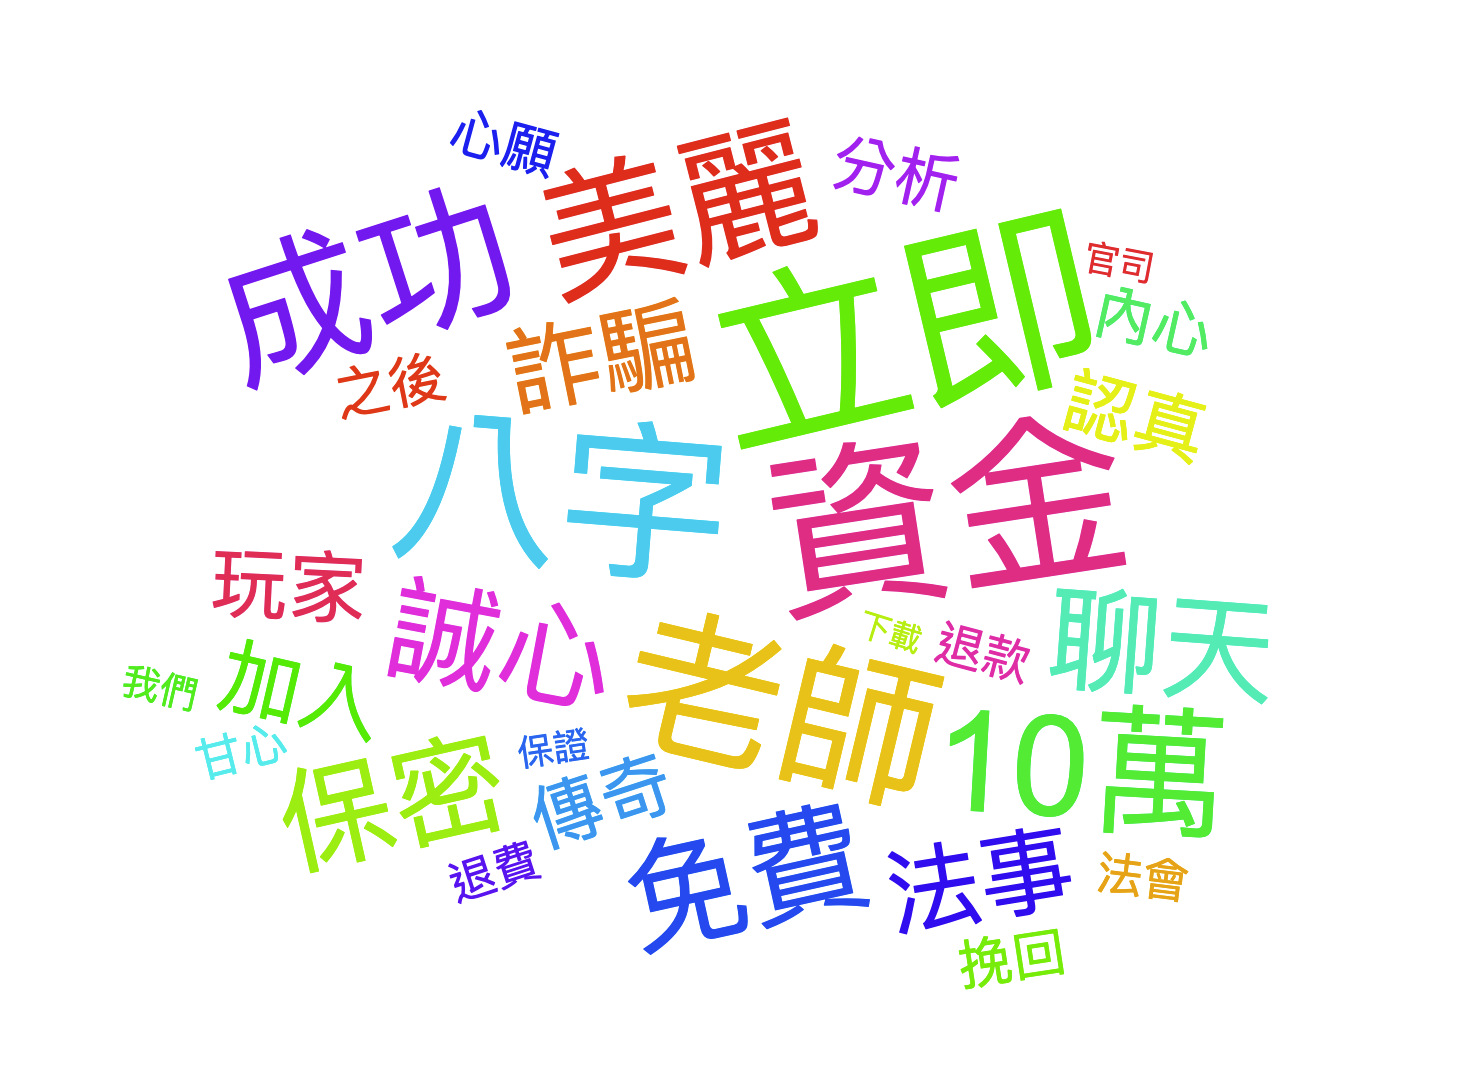 心願
美麗
分析
成功
立即
官司
內心
詐騙
之後
認真
八字
資金
玩家
誠心
老師
下載
退款
聊天
我們
加入
甘心
保密
保證
傳奇
10萬
退費
免費
法事
法會
挽回